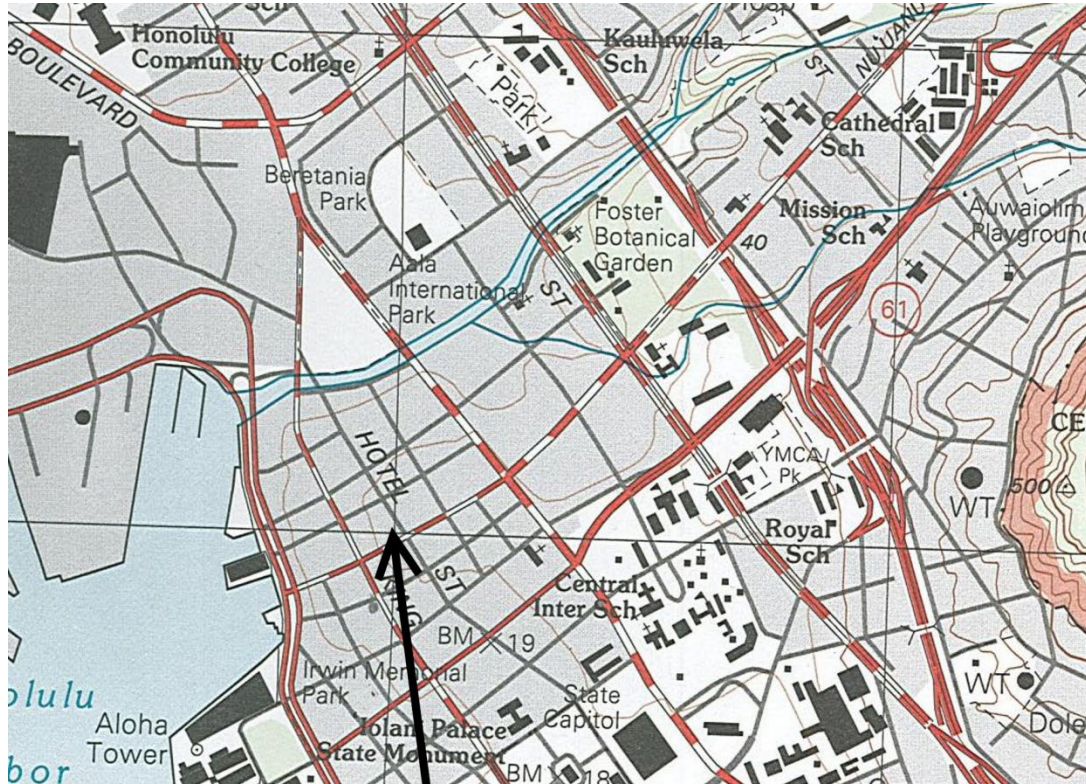 Honolulu
Community College
BOULEVARD
Kauluwela
Sch
Park
ST
NUUANU
Cathedral
Sch
Beretania
Park
Foster
Botanical
Garden
Mission
Sch
40
'Auwaiolim
Playground
Aala
International
Park
ST
61
HOTEL
ST
YMCA
Pk
CE
500
WT
Royal
Sch
Central
Inter Sch
BM 19
Irwin Memorial
Park
State
Capitol
WT
Dole
olulu
bor
Aloha
Tower
Iolani Palace
State Monument
BM 18